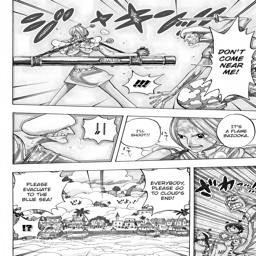 DON'T
COME
NEAR
ME!
!!!
IT'S A
FLAME
BAZOOKA.
I'LL
SHOOT!!
EVERYBODY,
PLEASE GO
TO CLOUD'S
END!
PLEASE
EVACUATE
TO THE
BLUE SEA!
!?